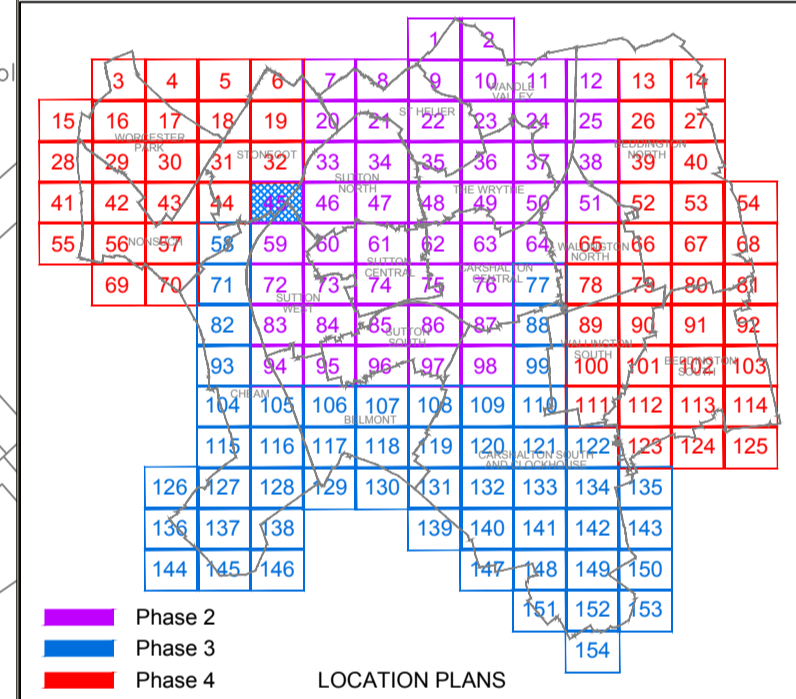 1 2
3 4 5 6 7 8 9 10 11 12 13 14
WANDLE
VALLEY
ST HELIER
15 16 17 18 19 20 21 22 23 24 25 26 27
WORCESTER
PARK
STONECOT
BEDDINGTON
NORTH
28 29 30 31 32 33 34 35 36 37 38 39 40
SUTTON
NORTH
THE WRYTHE
41 42 43 44 45 46 47 48 49 50 51 52 53 54
55 56 57 58 59 60 61 62 63 64 65 66 67 68
NONSUCH
WALLINGTON
NORTH
SUTTON
CENTRAL
CARSHALTON
CENTRAL
69 70 71 72 73 74 75 76 77 78 79 80 81
SUTTON
WEST
82 83 84 85 86 87 88 89 90 91 92
SUTTON
SOUTH
WALLINGTON
SOUTH
93 94 95 96 97 98 99 100 101 102 103
BEDDINGTON
SOUTH
CHEAM
104 105 106 107 108 109 110 111 112 113 114
BELMONT
115 116 117 118 119 120 121 122 123 124 125
CARSHALTON SOUTH
AND CLOCKHOUSE
126 127 128 129 130 131 132 133 134 135
136 137 138 139 140 141 142 143
144 145 146 147 148 149 150
151 152 153
154
Phase 2
Phase 3
Phase 4
LOCATION PLANS